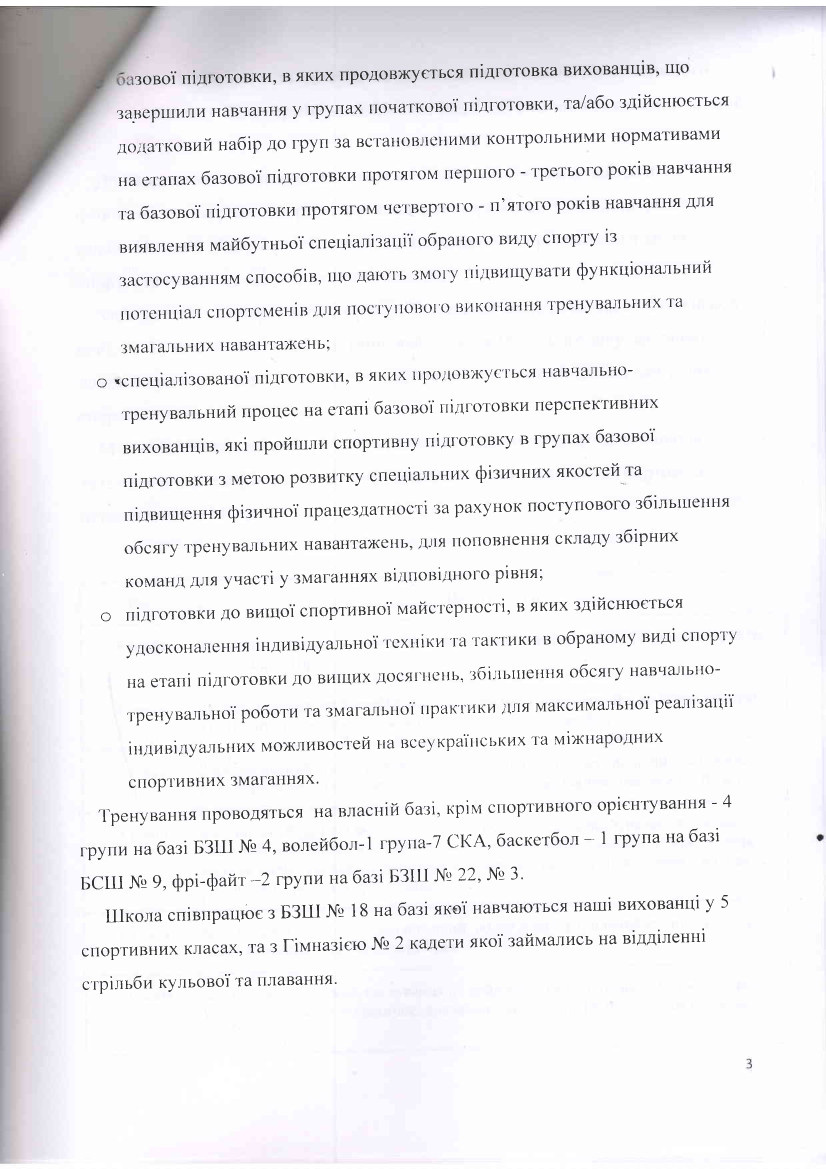 базової підготовки, в яких продовжується підготовка вихованців, що
завершили навчання у групах початкової підготовки, та/або здійснюється
додатковий набір до груп за встановленими контрольними нормативами
на етапах базової підготовки протягом першого - третього років навчання
та базової підготовки протягом четвертого - п’ятого років навчання для
виявлення майбутньої спеціалізації обраного виду спорту із
застосуванням способів, що дають змогу підвищувати функціональний
потенціал спортсменів для поступового виконання тренувальних та
змагальних навантажень;
о спеціалізованої підготовки, в яких продовжується навчально-
тренувальний процес на етапі базової підготовки перспективних
вихованців, які пройшли спортивну підготовку в групах базової
підготовки з метою розвитку спеціальних фізичних якостей та
підвищення фізичної працездатності за рахунок поступового збільшення
обсягу тренувальних навантажень, для поповнення складу збірних
команд для участі у змаганнях відповідного рівня;
о підготовки до вищої спортивної майстерності, в яких здійснюється
удосконалення індивідуальної техніки та тактики в обраному виді спорту
на етапі підготовки до вищих досягнень, збільшення обсягу навчально-
тренувальної роботи та змагальної практики для максимальної реалізації
індивідуальних можливостей на всеукраїнських та міжнародних
спортивних змаганнях.
Тренування проводяться на власній базі, крім спортивного орієнтування - 4
групи на базі БЗШ № 4, волейбол-1 група-7 СКА, баскетбол – 1 група на базі
БСШ № 9, фрі-файт –2 групи на базі БЗШ № 22, № 3.
Школа співпрацює з БЗШ № 18 на базі якої навчаються наші вихованці у 5
спортивних класах, та з Гімназією № 2 кадети якої займались на відділенні
стрільби кульової та плавання.
3